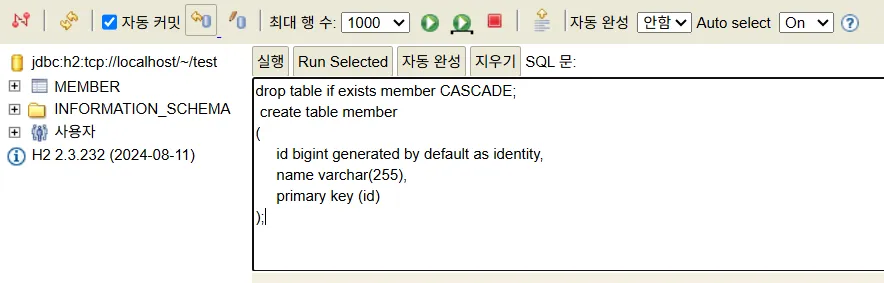 자동 커밋 최대 행 수: 1000 자동 완성 안함 Auto select On
jdbc:h2:tcp://localhost/~/test
MEMBER
INFORMATION_SCHEMA
사용자
H2 2.3.232 (2024-08-11)
실행 Run Selected 자동 완성 지우기 SQL 문:
drop table if exists member CASCADE;
create table member
(
id bigint generated by default as identity,
name varchar(255),
primary key (id)
);